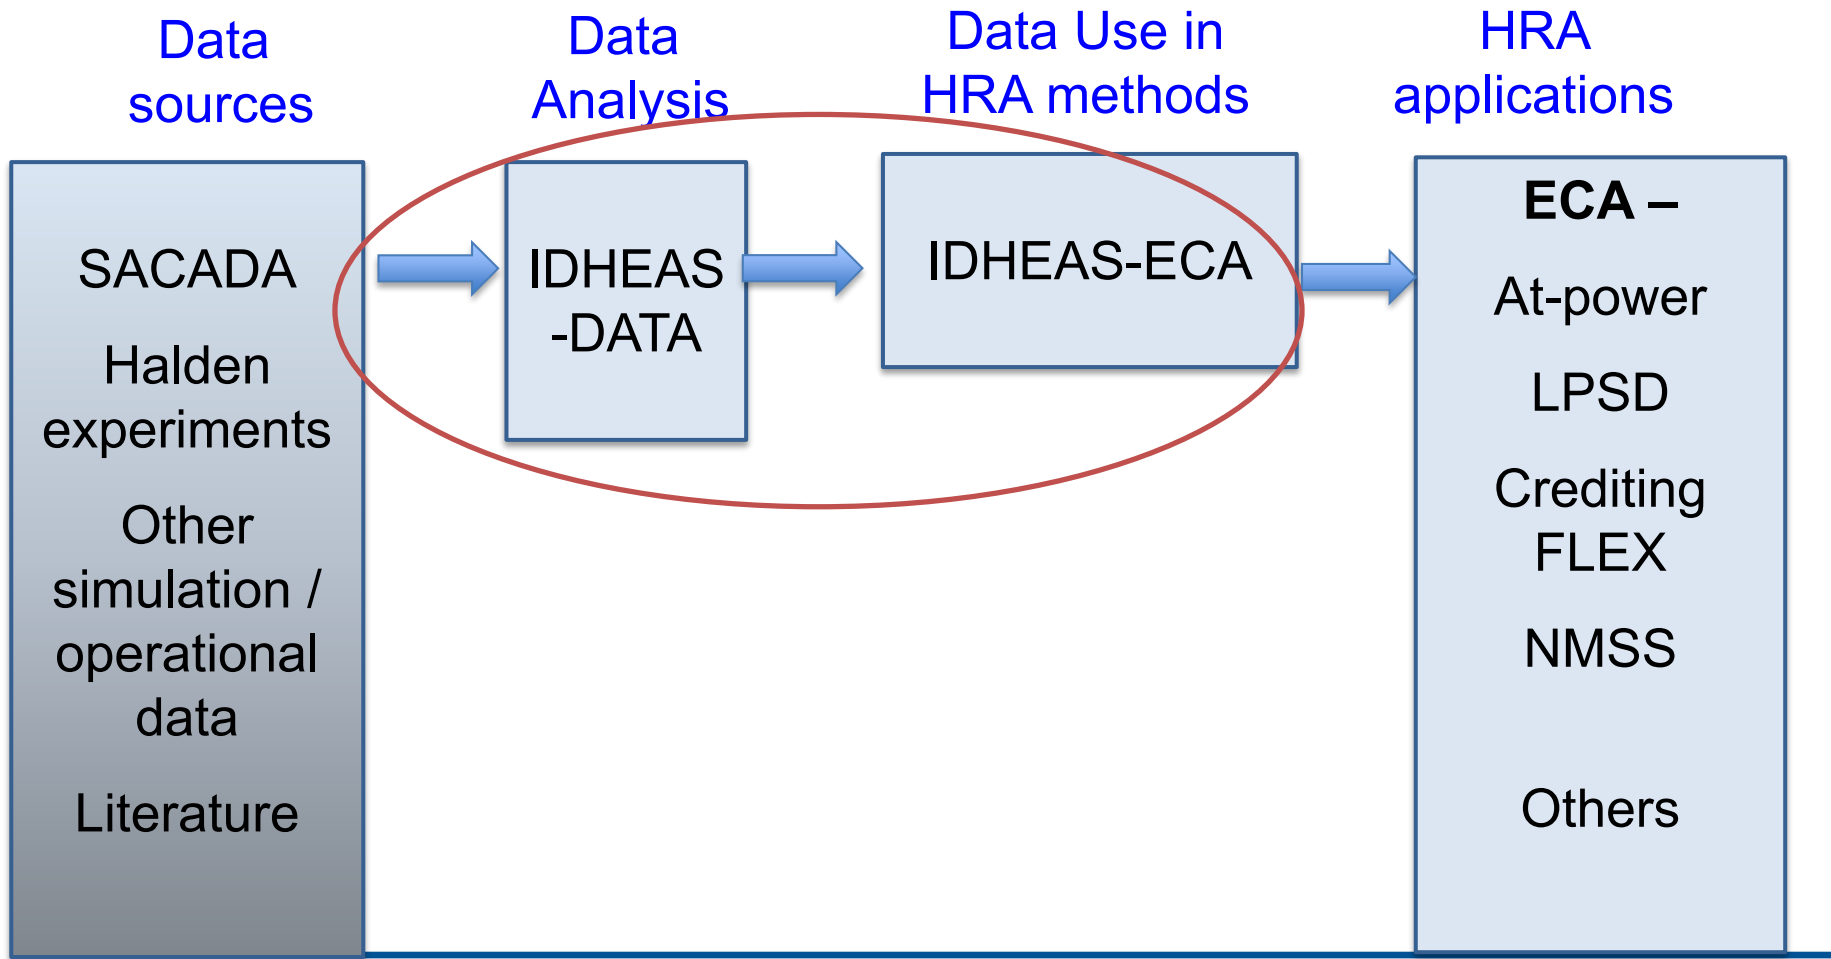 Data
sources
Data
Analysis
Data Use in
HRA methods
HRA
applications
SACADA
Halden
experiments
Other
simulation /
operational
data
Literature
IDHEAS
-DATA
IDHEAS-ECA
ECA –
At-power
LPSD
Crediting
FLEX
NMSS
Others